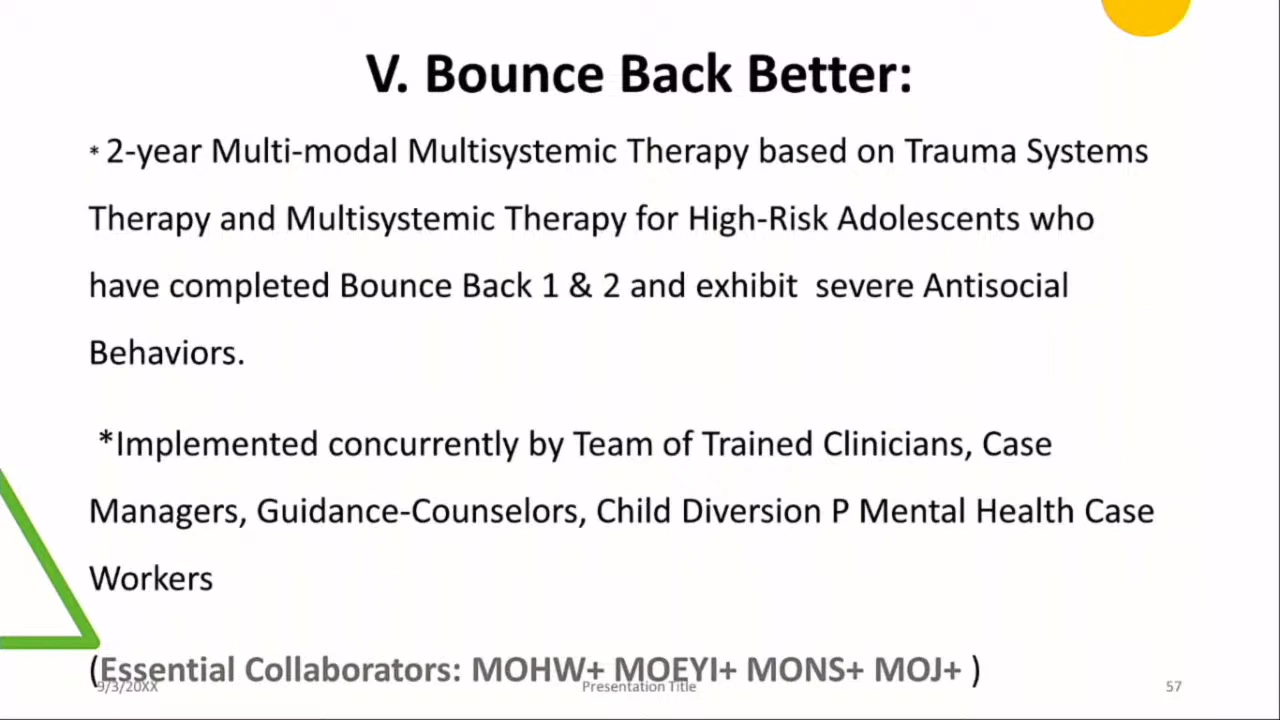 V. Bounce Back Better:
* 2-year Multi-modal Multisystemic Therapy based on Trauma Systems
Therapy and Multisystemic Therapy for High-Risk Adolescents who
have completed Bounce Back 1 & 2 and exhibit  severe Antisocial
Behaviors.
*Implemented concurrently by Team of Trained Clinicians, Case
Managers, Guidance-Counselors, Child Diversion P Mental Health Case
Workers
(Essential Collaborators: MOHW+ MOEYI+ MONS+ MOJ+ )
9/3/20XX
Presentation Title
57